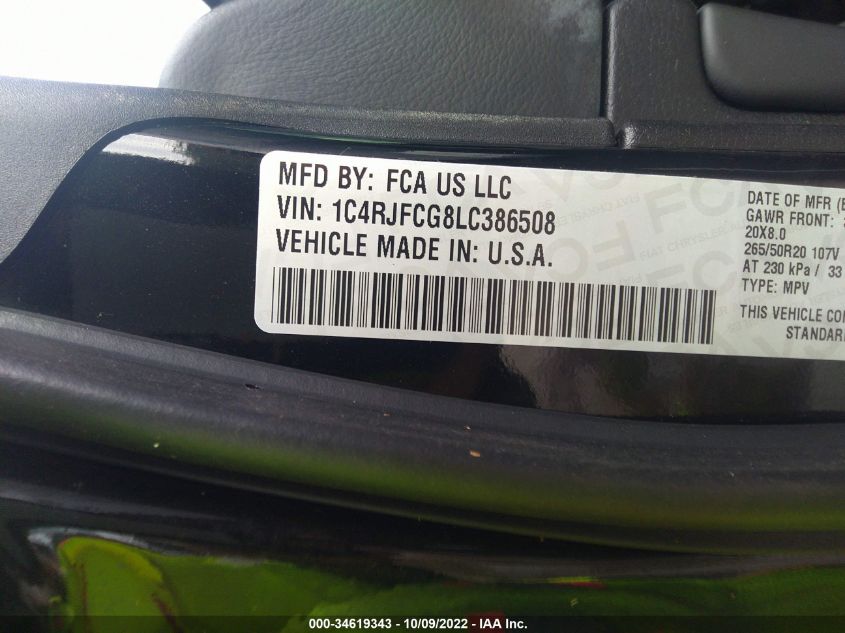 MFD BY: FCA US LLC
VIN: 1C4RJFCG8LC386508
VEHICLE MADE IN: U.S.A.
DATE OF MFR (
GAWR FRONT:
20X8.0
265/50R20 107V
AT 230 kPa / 33
TYPE: MPV
THIS VEHICLE CO
STANDAR
000-34619343 - 10/09/2022 - IAA Inc.